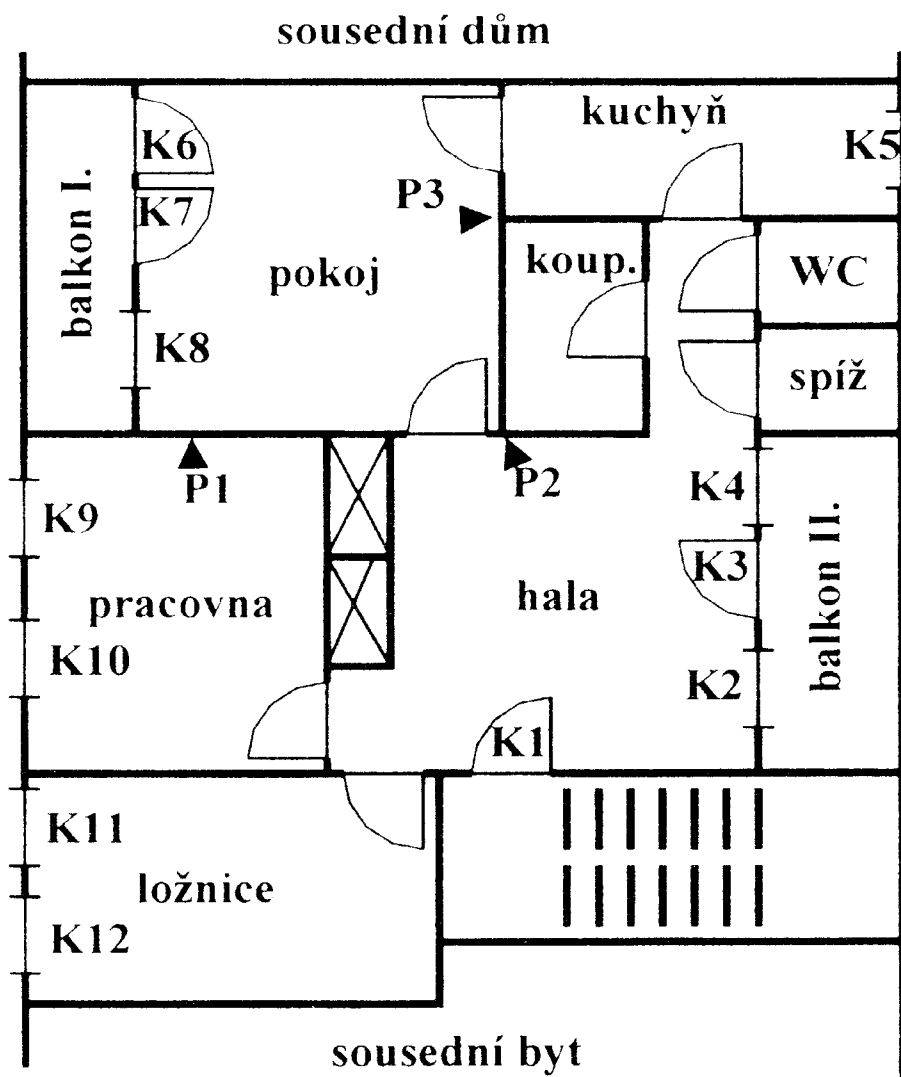 sousední dům
kuchyň
K6
K5
K7
P3
balkon I.
koup.
pokoj
WC
K8
spíž
P1
P2
K4
K9
K3
balkon II.
pracovna
hala
K10
K2
K1
K11
ložnice
K12
sousední byt